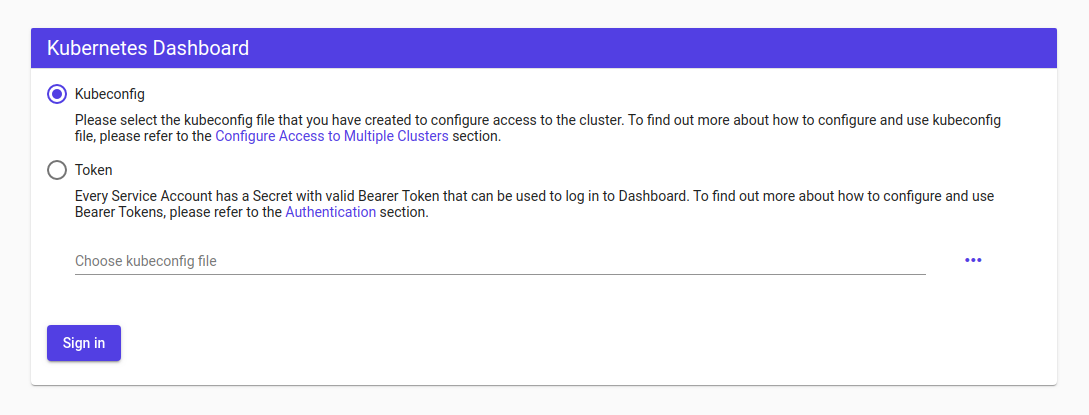 Kubernetes Dashboard
Kubeconfig
Please select the kubeconfig file that you have created to configure access to the cluster. To find out more about how to configure and use kubeconfig
file, please refer to the Configure Access to Multiple Clusters section.
Token
Every Service Account has a Secret with valid Bearer Token that can be used to log in to Dashboard. To find out more about how to configure and use
Bearer Tokens, please refer to the Authentication section.
Choose kubeconfig file
Sign in